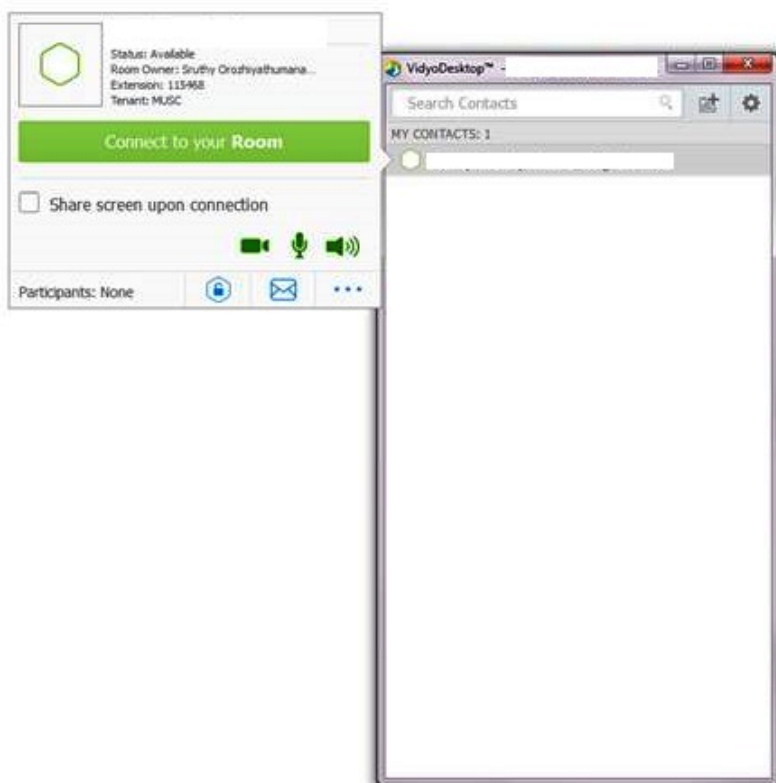 Status: Available
Room Owner: Sruthy Orozhiyathumana...
Extension: 115468
Tenant: MUSC
Connect to your Room
Share screen upon connection
Participants: None
VidyoDesktop™ -
Search Contacts
MY CONTACTS: 1